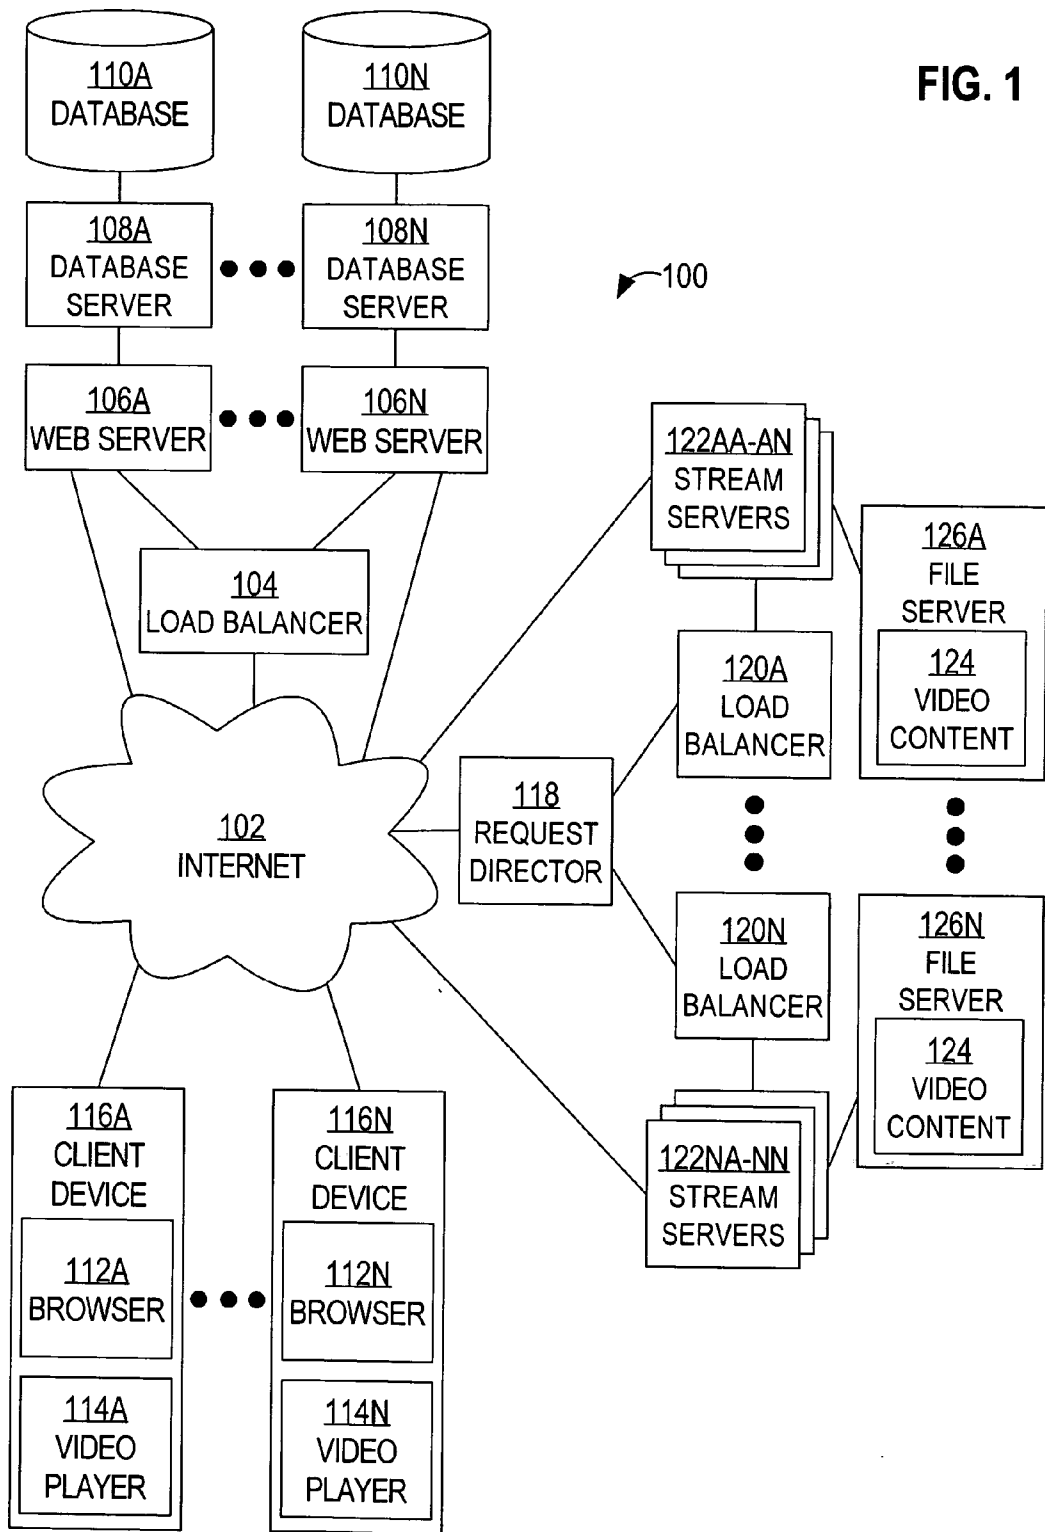 110A
DATABASE
110N
DATABASE
FIG. 1
108A
DATABASE
SERVER
108N
DATABASE
SERVER
100
106A
WEB SERVER
106N
WEB SERVER
122AA-AN
STREAM
SERVERS
126A
FILE
SERVER
124
VIDEO
CONTENT
104
LOAD BALANCER
120A
LOAD
BALANCER
118
REQUEST
DIRECTOR
102
INTERNET
120N
LOAD
BALANCER
126N
FILE
SERVER
124
VIDEO
CONTENT
122NA-NN
STREAM
SERVERS
116A
CLIENT
DEVICE
112A
BROWSER
114A
VIDEO
PLAYER
116N
CLIENT
DEVICE
112N
BROWSER
114N
VIDEO
PLAYER